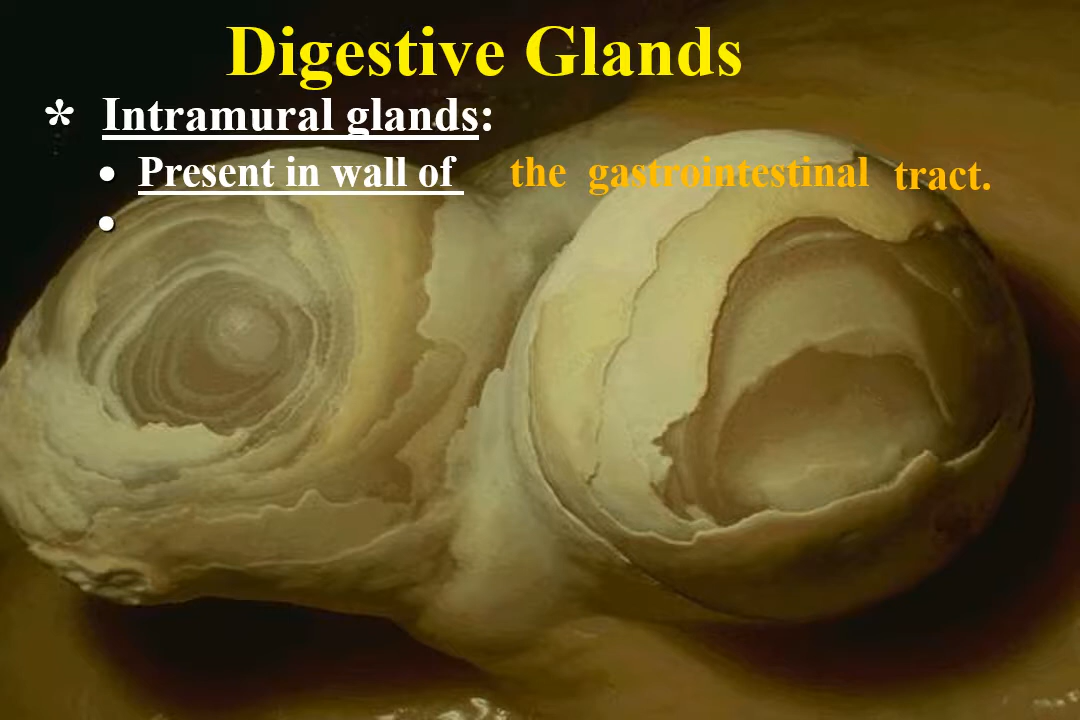 Digestive Glands
* Intramural glands:
• Present in wall of the gastrointestinal tract.
•